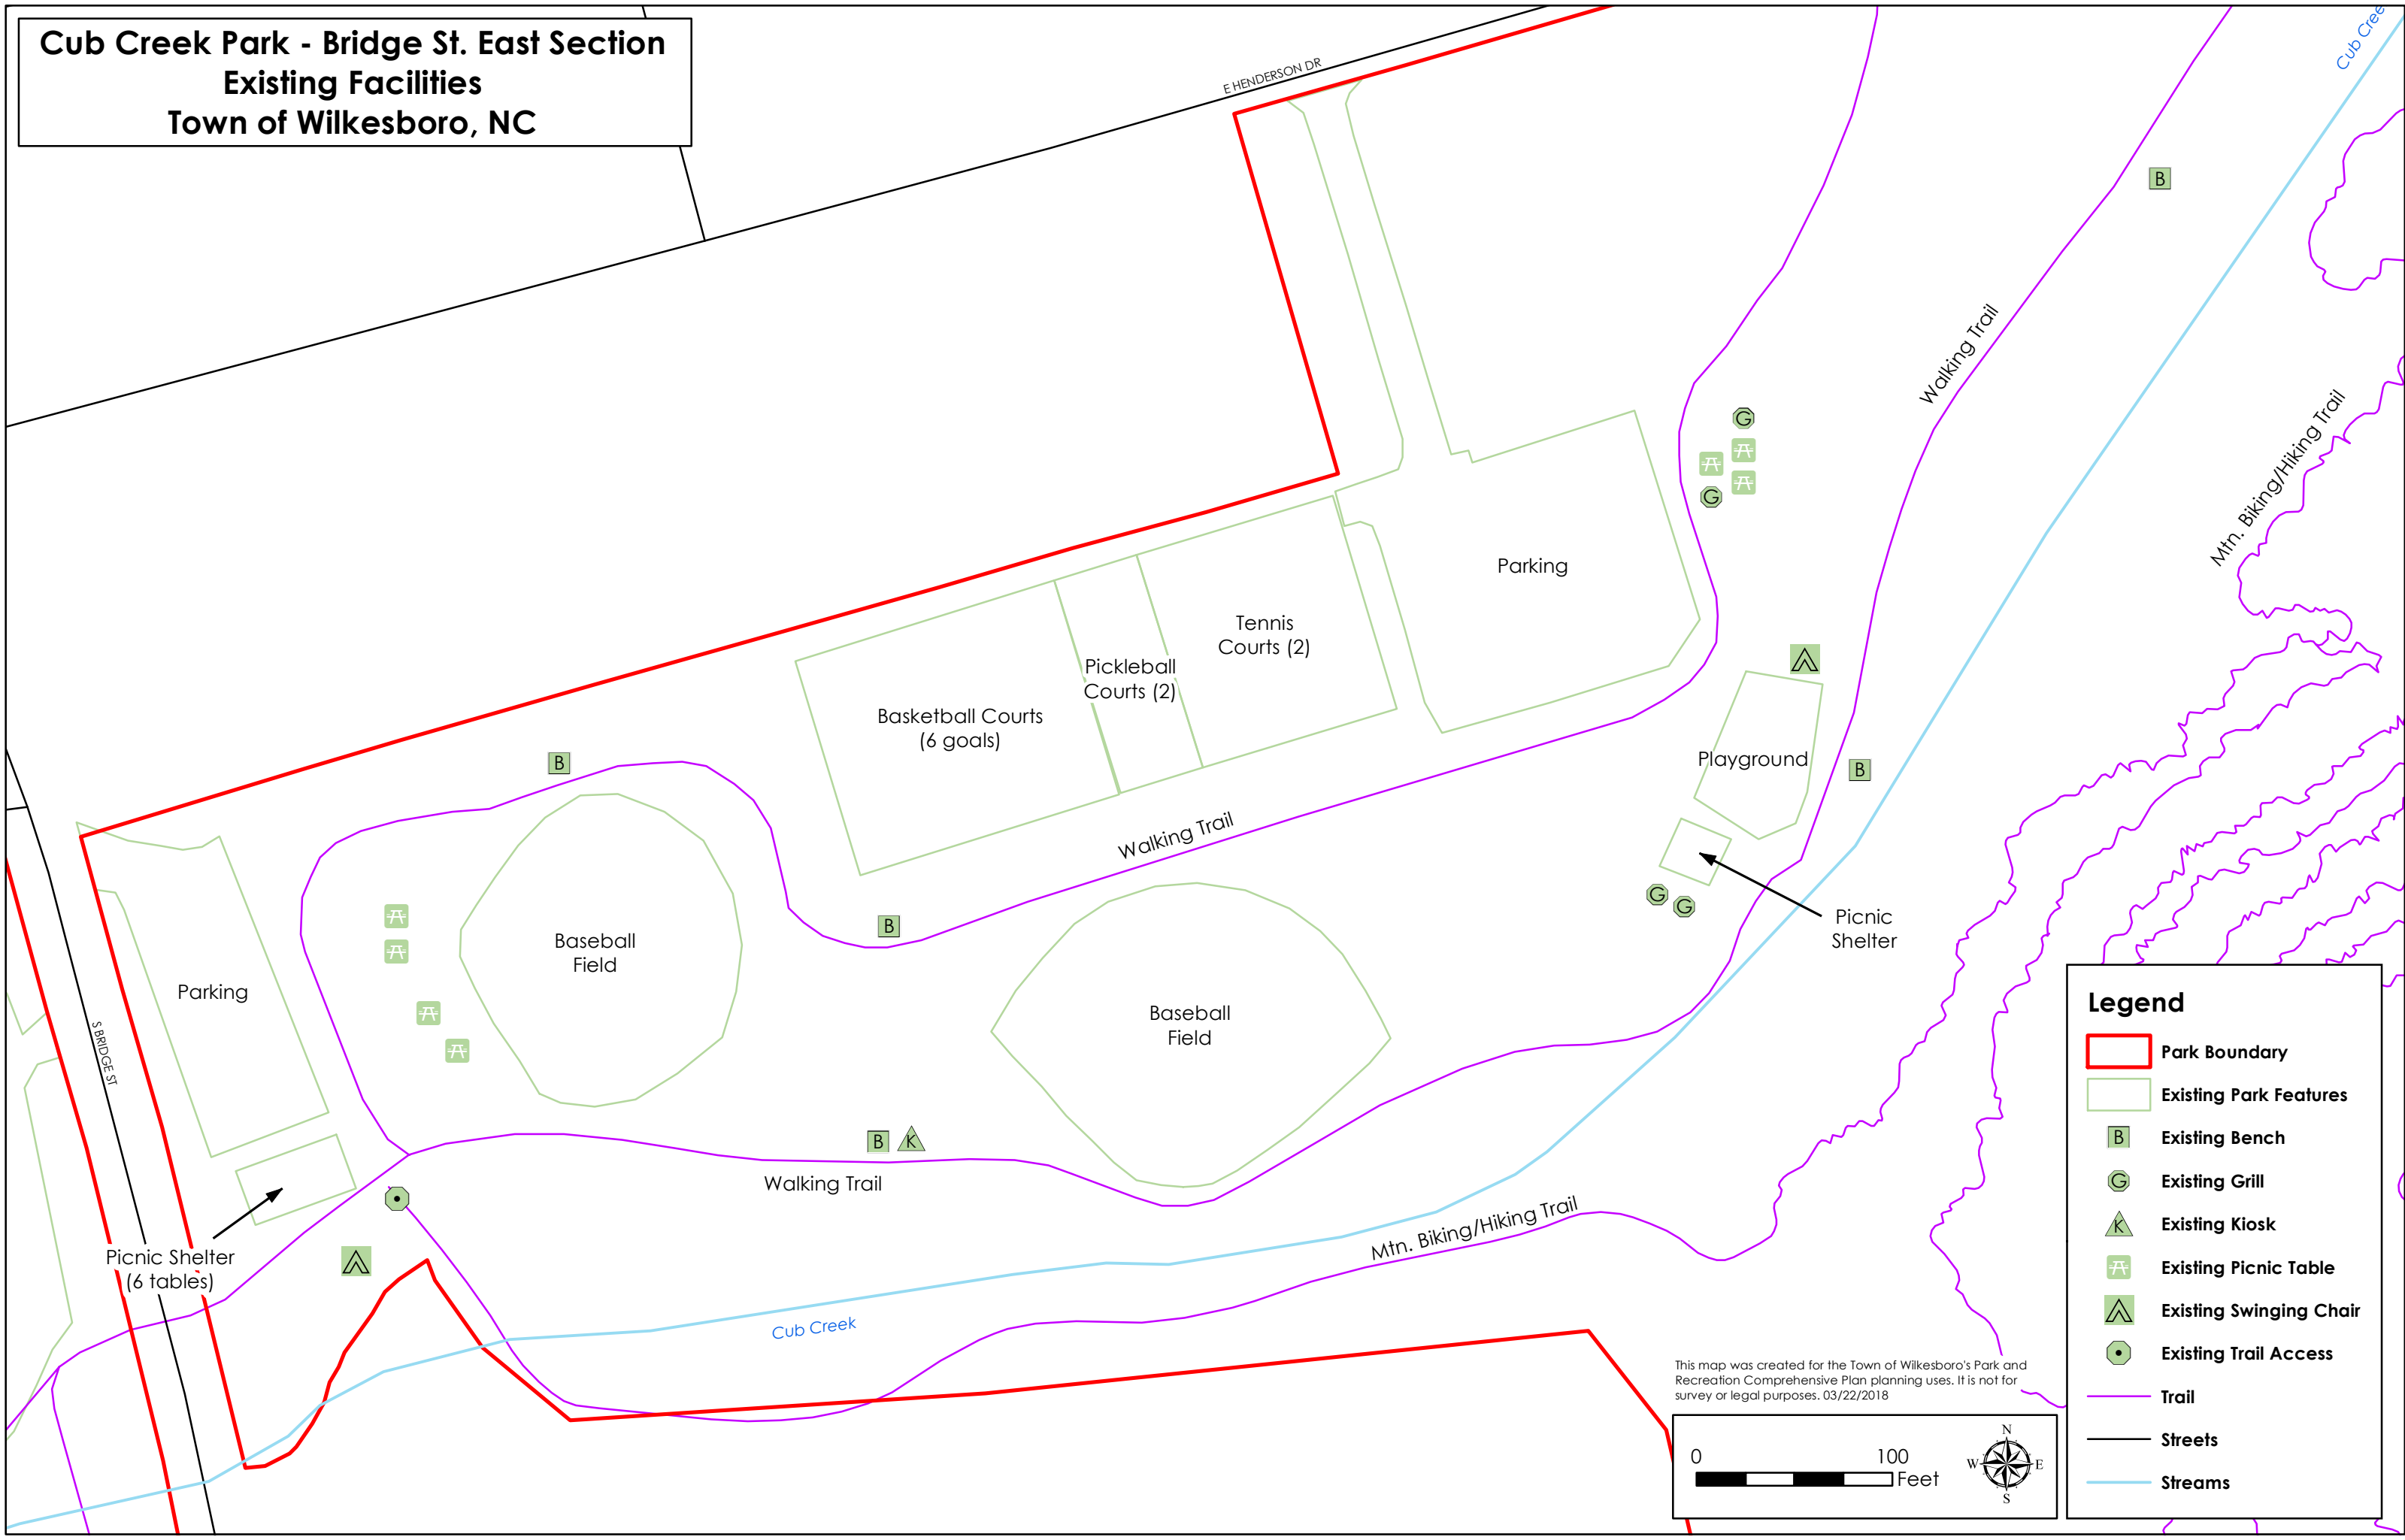 Cub Creek Park - Bridge St. East Section
Existing Facilities
Town of Wilkesboro, NC
E HENDERSON DR
Cub Cree
B
Walking Trail
Mtn. Biking/Hiking Trail
G
G
Parking
Tennis
Courts (2)
Pickleball
Courts (2)
Basketball Courts
(6 goals)
Playground
B
B
Walking Trail
B
G
G
Picnic
Shelter
Baseball
Field
Parking
Baseball
Field
S BRIDGE ST
B
K
Walking Trail
Picnic Shelter
(6 tables)
Mtn. Biking/Hiking Trail
Cub Creek
Legend
Park Boundary
Existing Park Features
B
Existing Bench
G
Existing Grill
K
Existing Kiosk
Existing Picnic Table
Existing Swinging Chair
Existing Trail Access
Trail
Streets
Streams
This map was created for the Town of Wilkesboro's Park and
Recreation Comprehensive Plan planning uses. It is not for
survey or legal purposes. 03/22/2018
0 100
Feet
N
W E
S